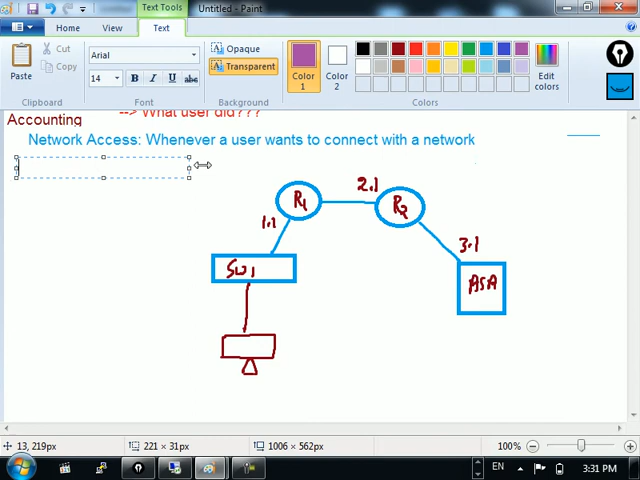 Text Tools
Untitled - Paint
Home
View
Text
Paste
Cut
Copy
Clipboard
Arial
14
B I U abc
Font
Opaque
Transparent
Background
Color 1
Color 2
Edit colors
Colors
Accounting
--> What user did???
Network Access: Whenever a user wants to connect with a network
R1
2.1
R2
1.1
3.1
SW1
ASA
13, 219px
221 × 31px
1006 × 562px
100%
EN
3:31 PM